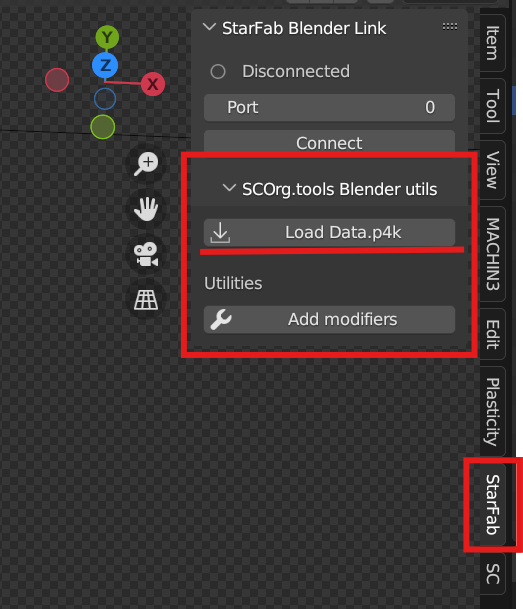 StarFab Blender Link
Disconnected
Port 0
Connect
SCOrg.tools Blender utils
Load Data.p4k
Utilities
Add modifiers
Y
Z
X
Item
Tool
View
MACHIN3
Edit
Plasticity
StarFab
SC